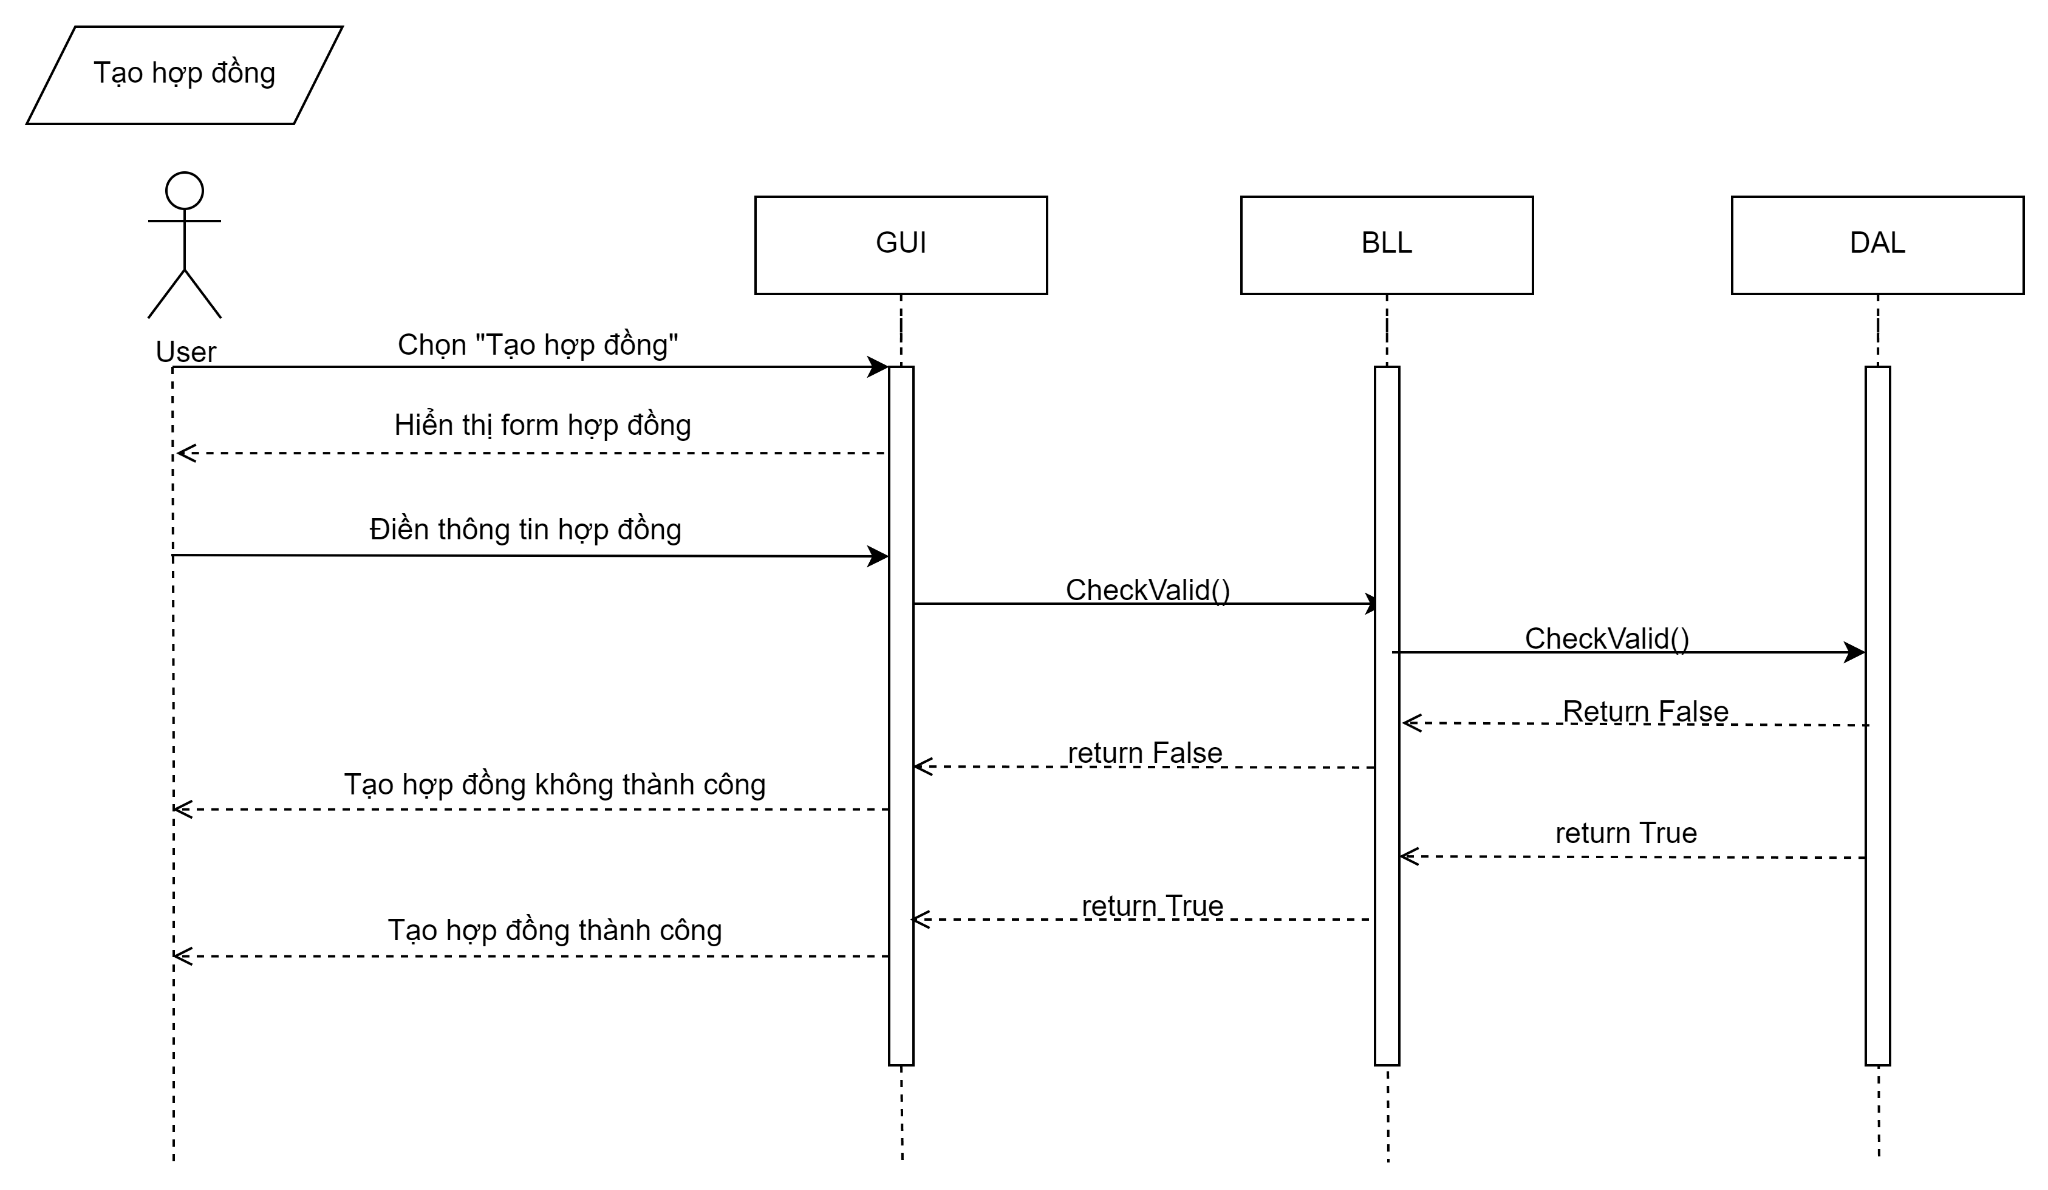 Tạo hợp đồng
GUI
BLL
DAL
User
Chọn "Tạo hợp đồng"
Hiển thị form hợp đồng
Điền thông tin hợp đồng
CheckValid()
CheckValid()
Return False
return False
Tạo hợp đồng không thành công
return True
return True
Tạo hợp đồng thành công